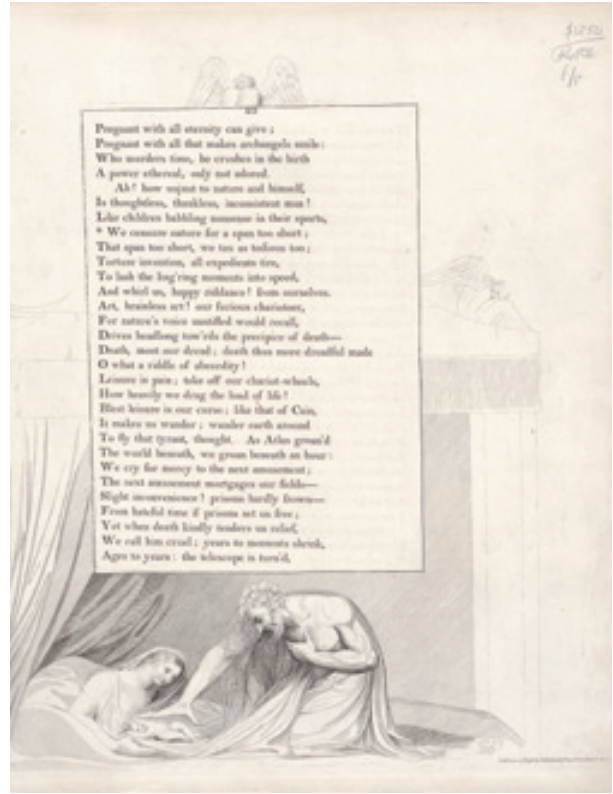 Pregnant with all eternity can give;
Pregnant with all that makes archangels smile:
Who murders time, he crushes in the birth
A power ethereal, only not adored.
Ah! how unjust to nature and himself,
Is thoughtless, thankless, inconsistent man!
Like children babbling nonsense in their sports,
* We censure nature for a span too short;
That span too short, we tax as tedious too;
Torture invention, all expedients tire,
To lash the ling'ring moments into speed,
And whirl us, happy riddance! from ourselves.
Art, brainless art! our furious charioteer,
For nature's voice unstifled would recall,
Drives headlong tow'rds the precipice of death—
Death, most our dread; death thus more dreadful made
O what a riddle of absurdity!
Leisure is pain; take off our chariot-wheels,
How heavily we drag the load of life!
Blest leisure is our curse; like that of Cain,
It makes us wander; wander earth around
To fly that tyrant, thought. As Atlas groan'd
The world beneath, we groan beneath an hour:
We cry for mercy to the next amusement;
The next amusement mortgages our fields—
Slight inconvenience! prisons hardly frown—
From hateful time if prisons set us free;
Yet when death kindly tenders us relief,
We call him cruel; years to moments shrink,
Ages to years: the telescope is turn'd,